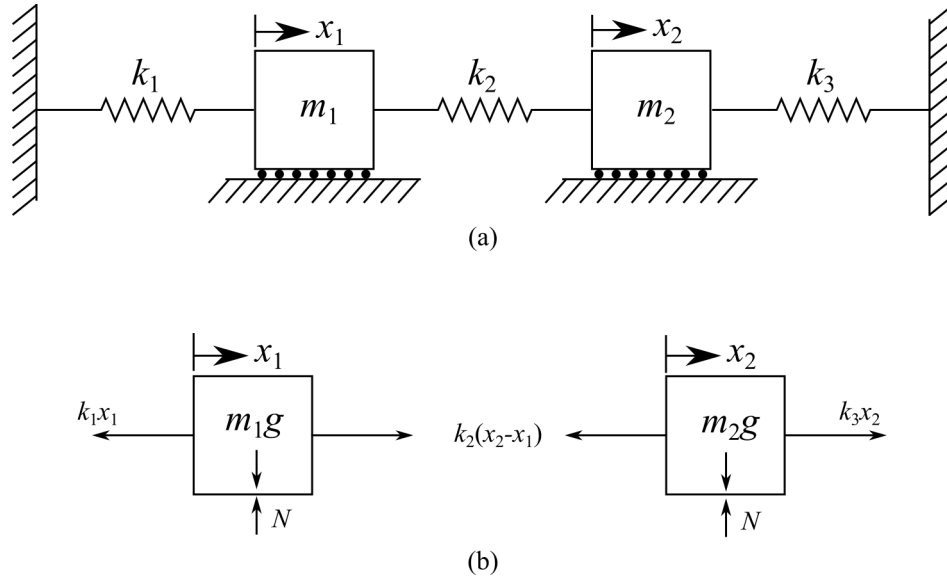 x₁ x₂
k₁ k₂ k₃
m₁ m₂
(a)
x₁ x₂
k₁x₁ m₁g k₂(x₂-x₁) m₂g k₃x₂
N N
(b)